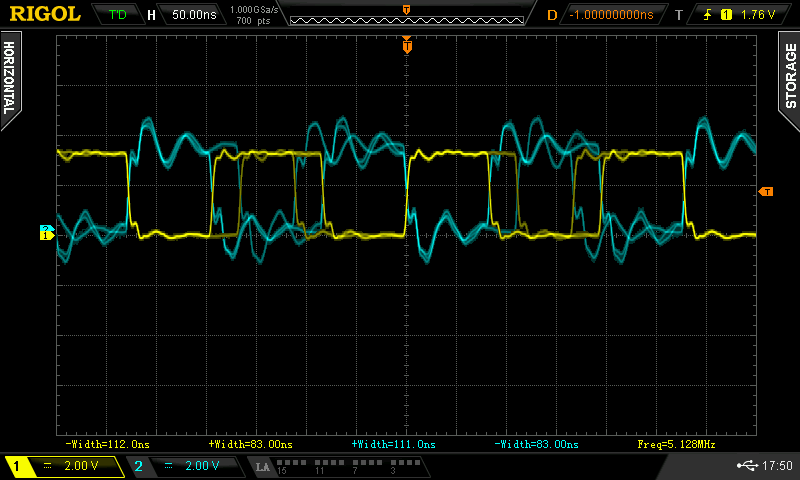 RIGOL T'D H 50.00ns 1.000GSa/s 700 pts T D -1.00000000ns T 1 1.76 V
HORIZONTAL
STORAGE
T
T
2
1
-Width=112.0ns +Width=83.00ns +Width=111.0ns -Width=83.00ns Freq=5.128MHz
1 2.00 V 2 2.00 V LA 15 11 7 3 17:50